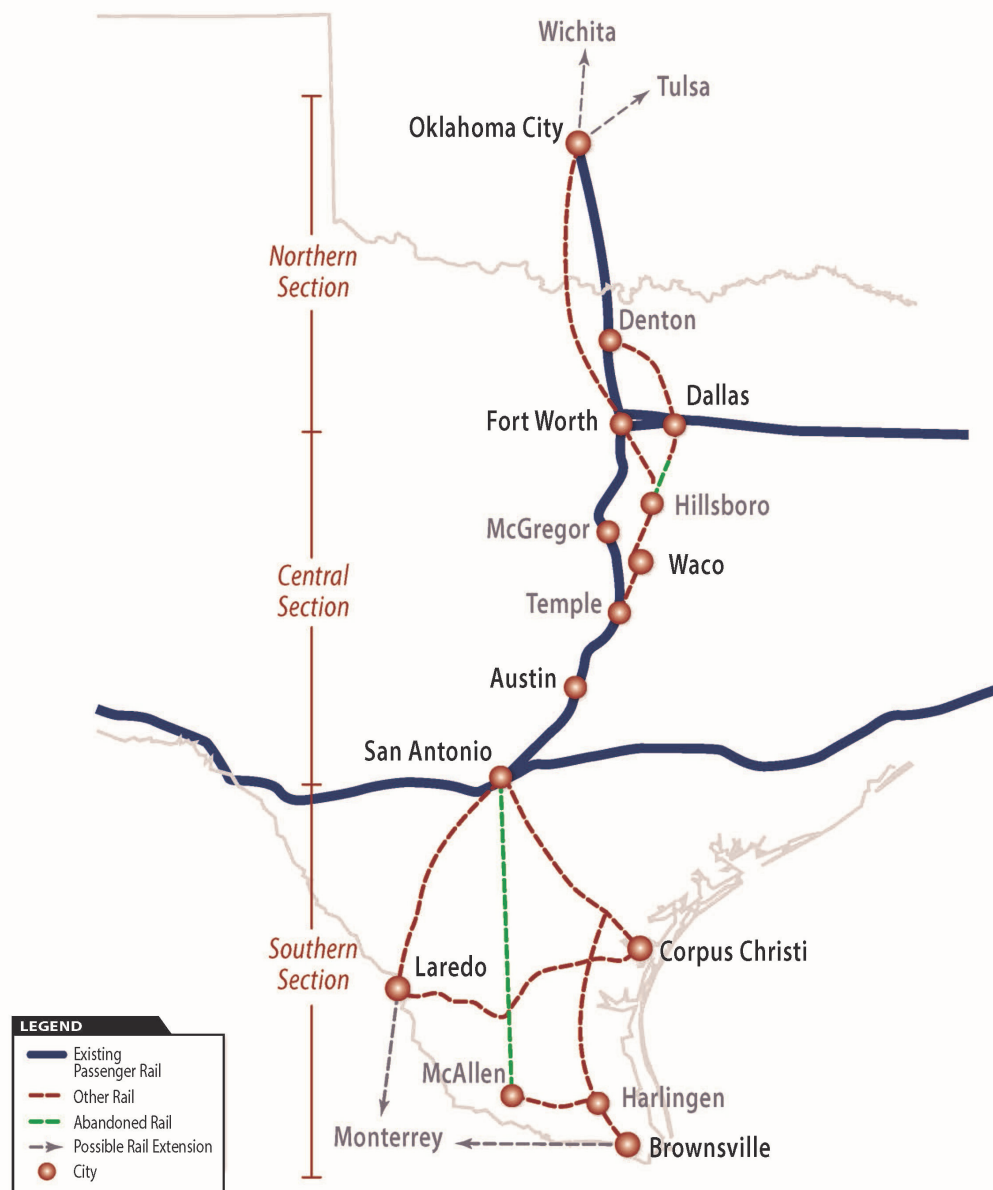 Wichita
Tulsa
Oklahoma City
Northern
Section
Denton
Dallas
Fort Worth
Hillsboro
McGregor
Waco
Central
Section
Temple
Austin
San Antonio
Southern
Section
Corpus Christi
Laredo
McAllen
Harlingen
Monterrey
Brownsville
LEGEND
Existing
Passenger Rail
Other Rail
Abandoned Rail
Possible Rail Extension
City